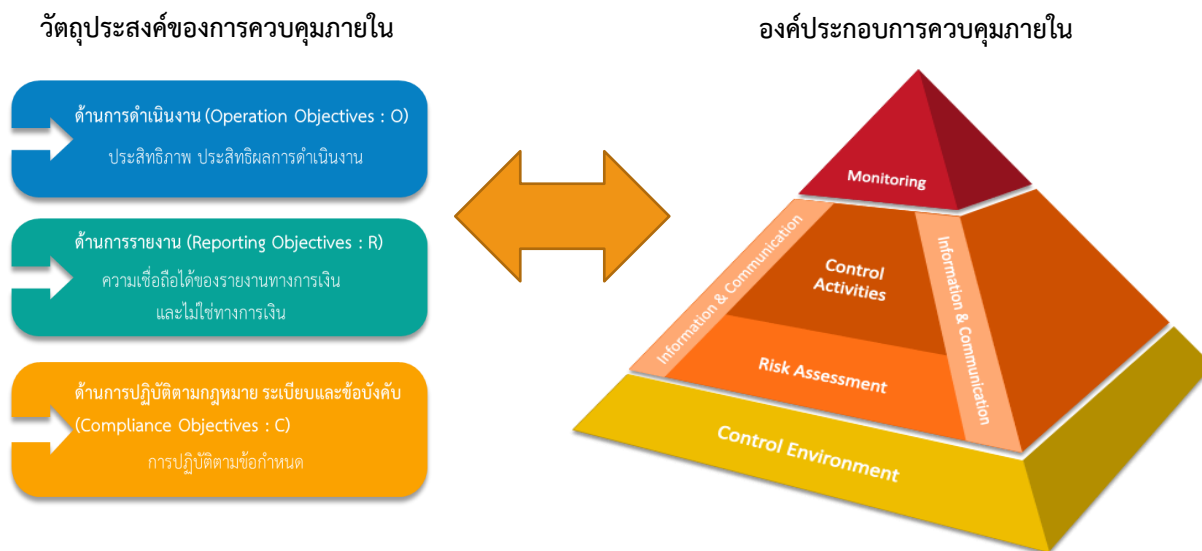 วัตถุประสงค์ของการควบคุมภายใน
ด้านการดำเนินงาน (Operation Objectives : O)
ประสิทธิภาพ ประสิทธิผลการดำเนินงาน
ด้านการรายงาน (Reporting Objectives : R)
ความเชื่อถือได้ของรายงานทางการเงิน
และไม่ใช่ทางการเงิน
ด้านการปฏิบัติตามกฎหมาย ระเบียบและข้อบังคับ
(Compliance Objectives : C)
การปฏิบัติตามข้อกำหนด
องค์ประกอบการควบคุมภายใน
Monitoring
Information & Communication
Control
Activities
Information & Communication
Risk Assessment
Control Environment